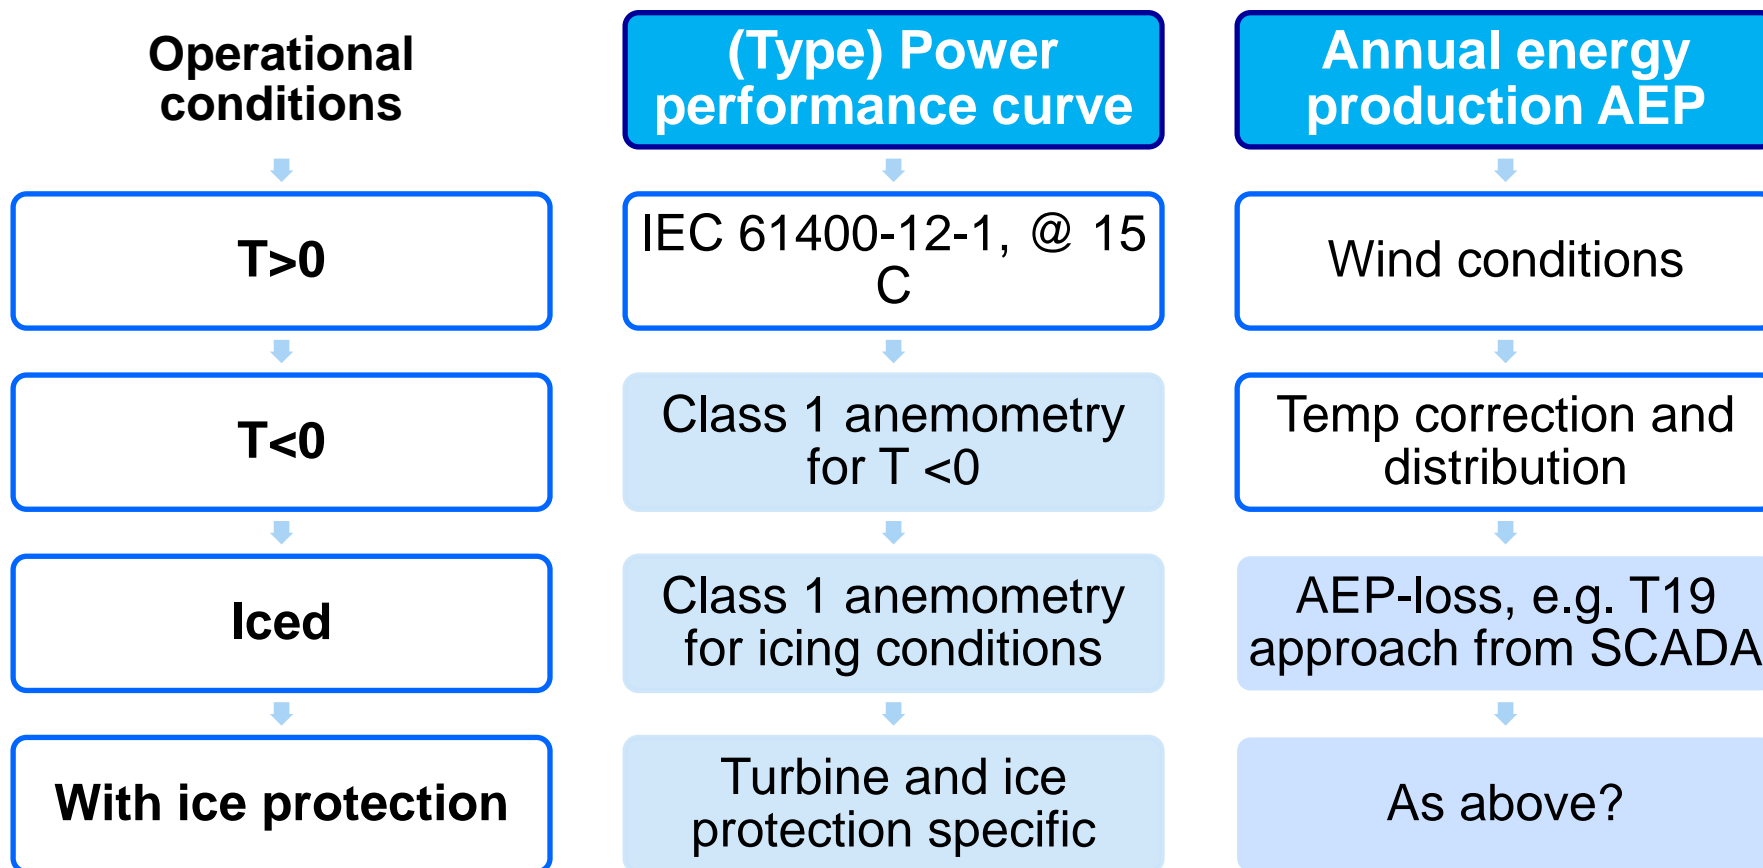 Operational
conditions
(Type) Power
performance curve
Annual energy
production AEP
T>0
IEC 61400-12-1, @ 15
C
Wind conditions
T<0
Class 1 anemometry
for T <0
Temp correction and
distribution
Iced
Class 1 anemometry
for icing conditions
AEP-loss, e.g. T19
approach from SCADA
With ice protection
Turbine and ice
protection specific
As above?